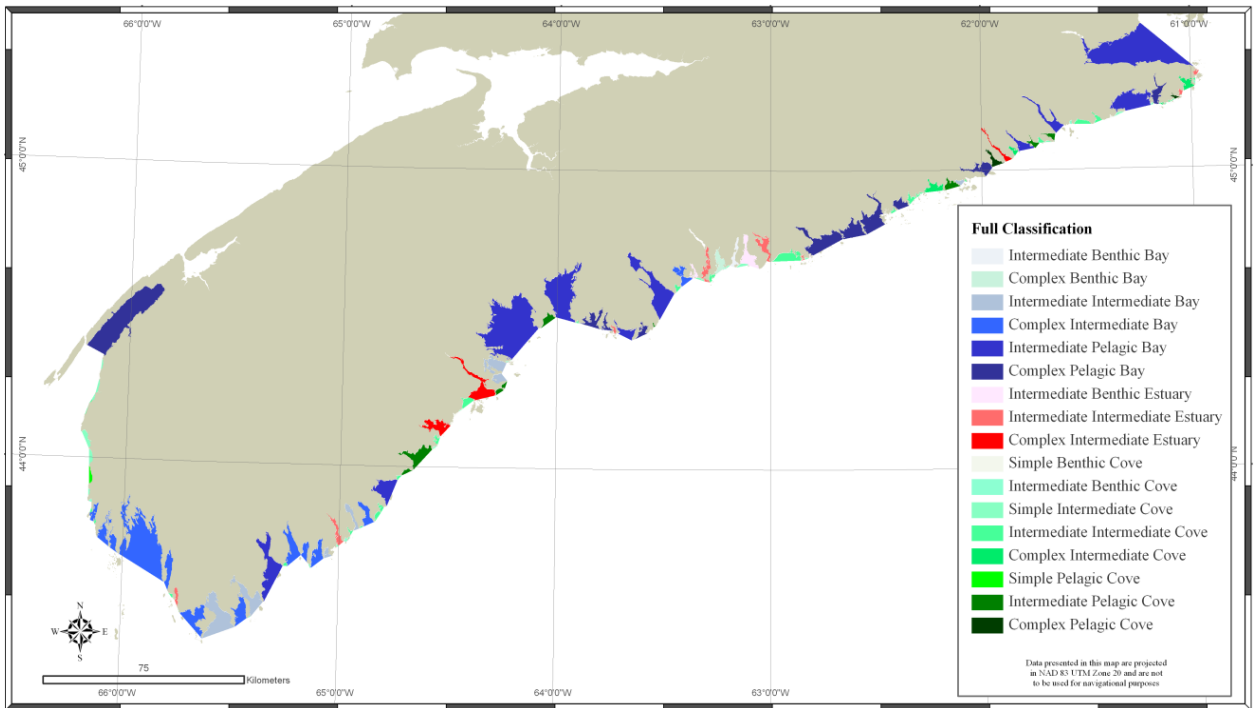 66°0'0"W 65°0'0"W 64°0'0"W 63°0'0"W 62°0'0"W 61°0'0"W
45°0'0"N
45°0'0"N
Full Classification
Intermediate Benthic Bay
Complex Benthic Bay
Intermediate Intermediate Bay
Complex Intermediate Bay
Intermediate Pelagic Bay
Complex Pelagic Bay
Intermediate Benthic Estuary
Intermediate Intermediate Estuary
Complex Intermediate Estuary
Simple Benthic Cove
Intermediate Benthic Cove
Simple Intermediate Cove
Intermediate Intermediate Cove
Complex Intermediate Cove
Simple Pelagic Cove
Intermediate Pelagic Cove
Complex Pelagic Cove
Data presented in this map are projected
in NAD 83 UTM Zone 20 and are not
to be used for navigational purposes
44°0'0"N
44°0'0"N
N
W E
S
75
Kilometers
66°0'0"W 65°0'0"W 64°0'0"W 63°0'0"W